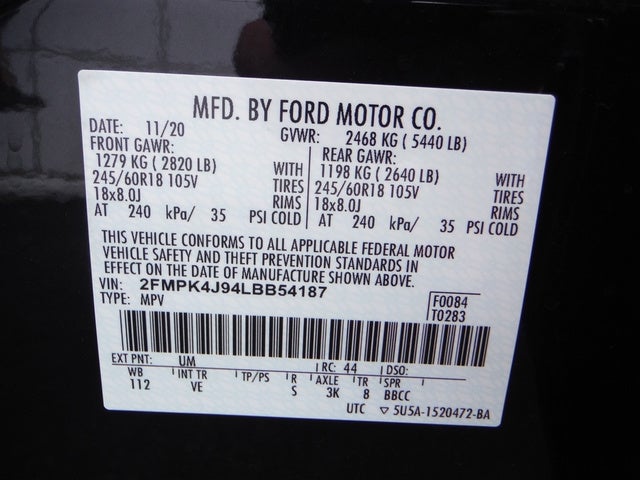 MFD. BY FORD MOTOR CO.
DATE: 11/20 GVWR: 2468 KG ( 5440 LB)
FRONT GAWR: REAR GAWR:
1279 KG ( 2820 LB) WITH 1198 KG ( 2640 LB) WITH
245/60R18 105V TIRES 245/60R18 105V TIRES
18x8.0J RIMS 18x8.0J RIMS
AT 240 kPa/ 35 PSI COLD AT 240 kPa/ 35 PSI COLD
THIS VEHICLE CONFORMS TO ALL APPLICABLE FEDERAL MOTOR
VEHICLE SAFETY AND THEFT PREVENTION STANDARDS IN
EFFECT ON THE DATE OF MANUFACTURE SHOWN ABOVE.
VIN: 2FMPK4J94LBB54187
TYPE: MPV
F0084
T0283
EXT PNT: UM RC: 44 DSO:
WB INT TR TP/PS R AXLE TR SPR
112 VE S 3K 8 BBCC
UTC ▽ 5U5A-1520472-BA